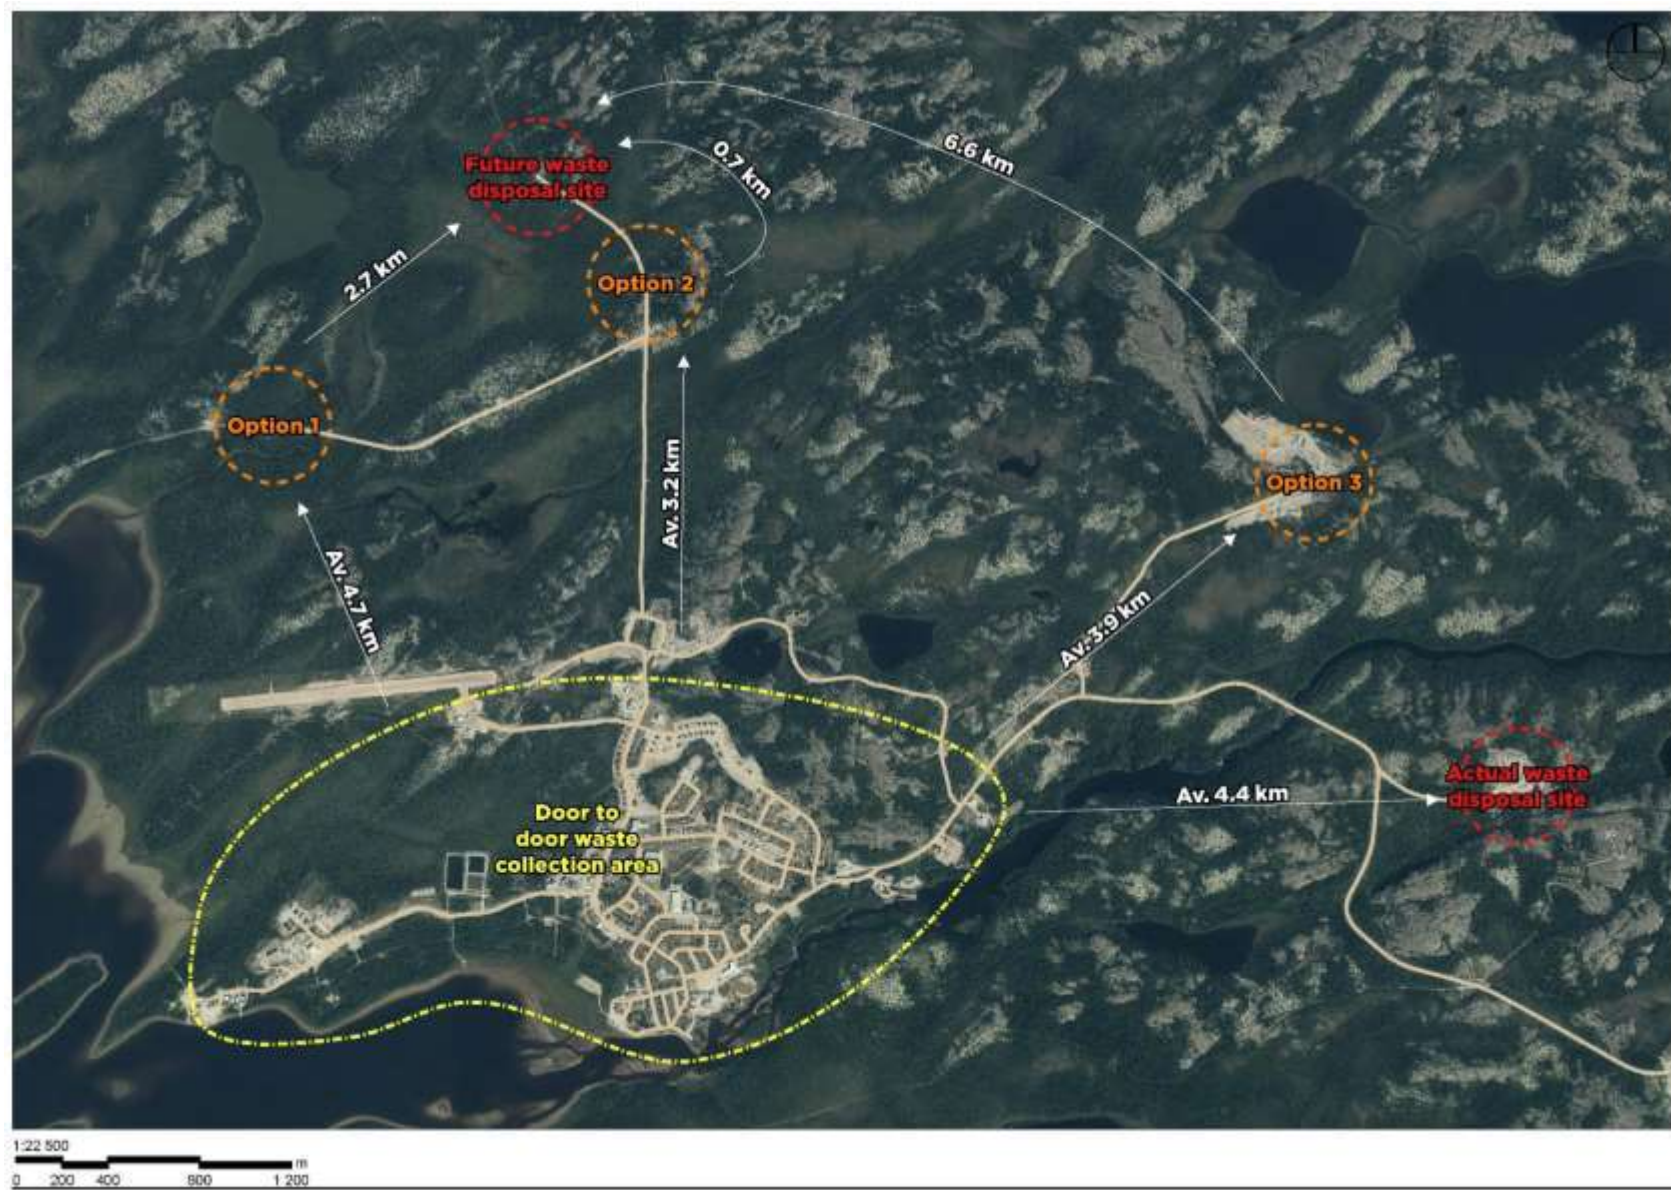 6.6 km
0.7 km
Future waste
disposal site
2.7 km
Option 2
Option 1
Av. 3.2 km
Option 3
Av. 4.7 km
Av. 3.9 km
Actual waste
disposal site
Av. 4.4 km
Door to
door waste
collection area
1:22 500
m
0 200 400 800 1 200